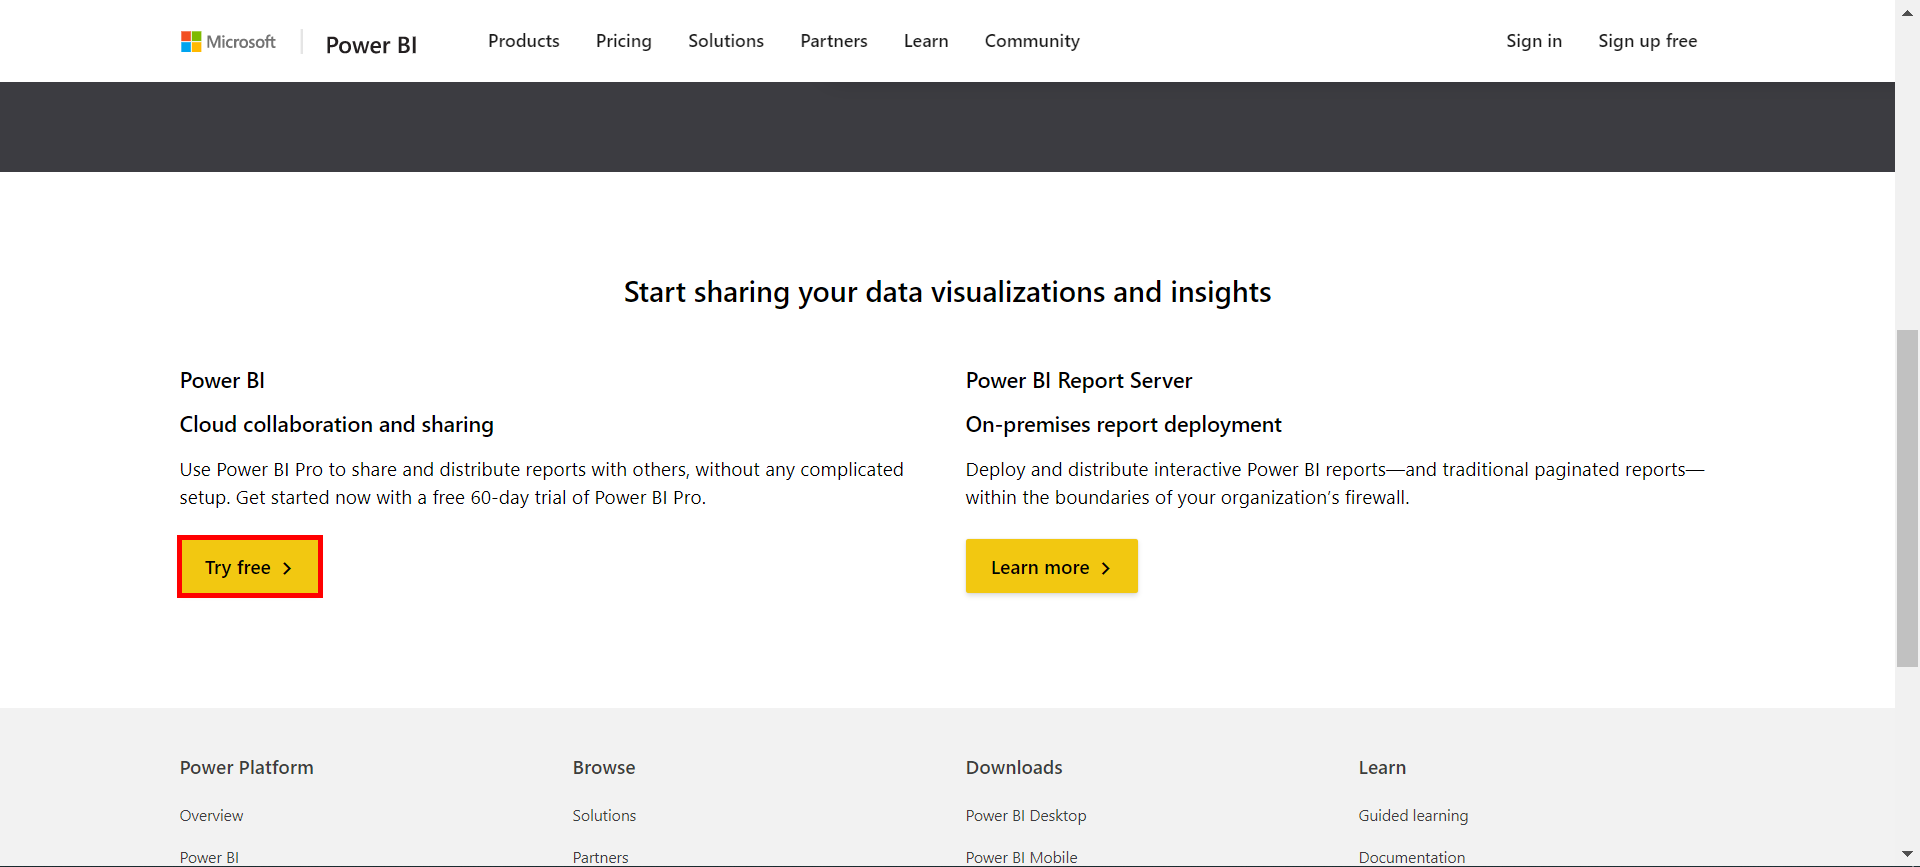 Microsoft
Power BI
Products
Pricing
Solutions
Partners
Learn
Community
Sign in
Sign up free
Start sharing your data visualizations and insights
Power BI
Cloud collaboration and sharing
Use Power BI Pro to share and distribute reports with others, without any complicated
setup. Get started now with a free 60-day trial of Power BI Pro.
Try free
Power BI Report Server
On-premises report deployment
Deploy and distribute interactive Power BI reports—and traditional paginated reports—
within the boundaries of your organization’s firewall.
Learn more
Power Platform
Overview
Power BI
Browse
Solutions
Partners
Downloads
Power BI Desktop
Power BI Mobile
Learn
Guided learning
Documentation